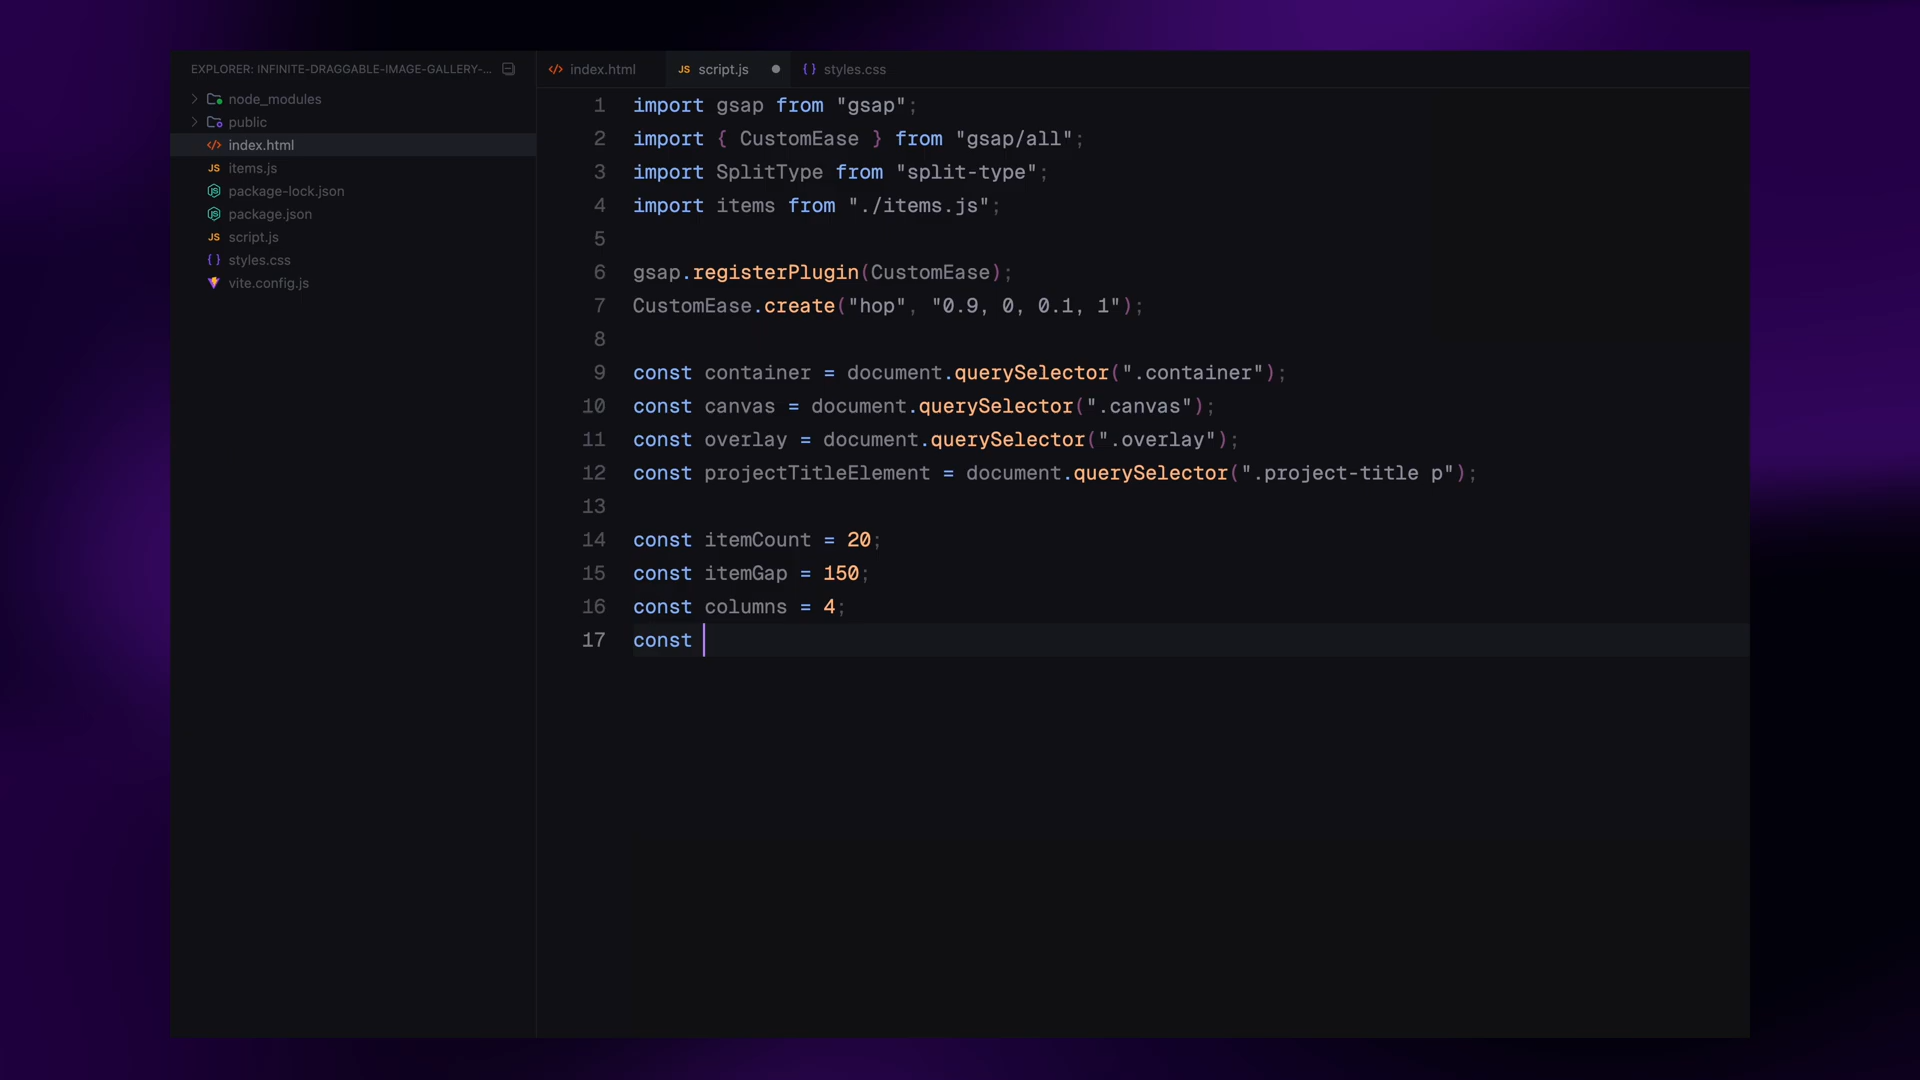 EXPLORER: INFINITE-DRAGGABLE-IMAGE-GALLERY-...
node_modules
public
</> index.html
JS items.js
package-lock.json
package.json
JS script.js
{ } styles.css
vite.config.js
</> index.html JS script.js { } styles.css
1 import gsap from "gsap";
2 import { CustomEase } from "gsap/all";
3 import SplitType from "split-type";
4 import items from "./items.js";
5
6 gsap.registerPlugin(CustomEase);
7 CustomEase.create("hop", "0.9, 0, 0.1, 1");
8
9 const container = document.querySelector(".container");
10 const canvas = document.querySelector(".canvas");
11 const overlay = document.querySelector(".overlay");
12 const projectTitleElement = document.querySelector(".project-title p");
13
14 const itemCount = 20;
15 const itemGap = 150;
16 const columns = 4;
17 const